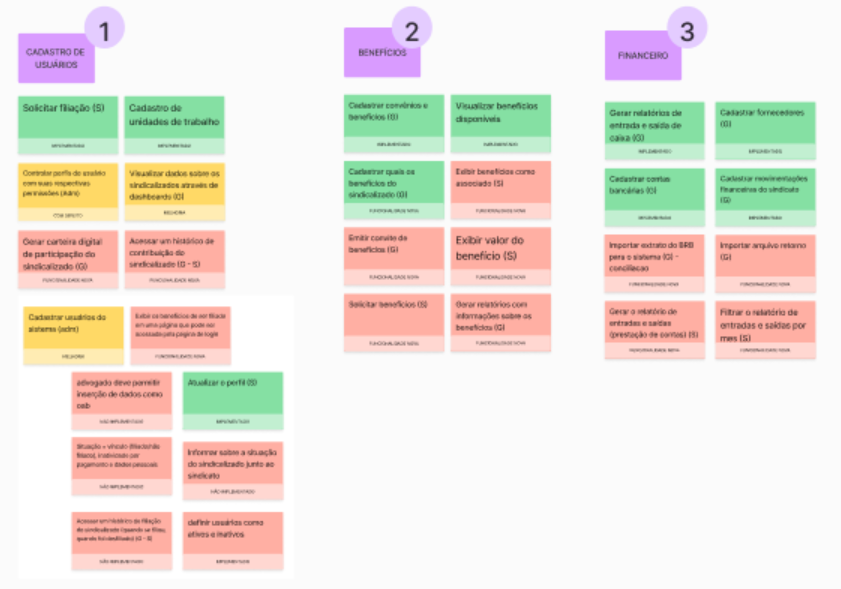 1
CADASTRO DE
USUÁRIOS
Solicitar filiação (S)
IMPLEMENTADA
Cadastro de
unidades de trabalho
IMPLEMENTADA
Controlar perfis de usuário
com suas respectivas
permissões (Adm)
COM DEFEITO
Visualizar dados sobre os
sindicalizados através de
dashboards (G)
MELHORIA
Gerar carteira digital
de participação do
sindicalizado (G)
FUNCIONALIDADE NOVA
Acessar um histórico de
contribuição do
sindicalizado (G - S)
FUNCIONALIDADE NOVA
Cadastrar usuários do
sistema (adm)
MELHORIA
Exibir os benefícios de ser filiado
em uma página que pode ser
acessada pela página de login
FUNCIONALIDADE NOVA
advogado deve permitir
inserção de dados como
oab
NÃO IMPLEMENTADO
Atualizar o perfil (S)
IMPLEMENTADO
Situação + vínculo
pagamento e dados pessoais
NÃO IMPLEMENTADO
Informar sobre a situação
do sindicalizado junto ao
sindicato
NÃO IMPLEMENTADO
Acessar um histórico de filiação
do sindicalizado (quando se filiou,
quando foi desfiliado) (G - S)
NÃO IMPLEMENTADO
definir usuários como
ativos e inativos
IMPLEMENTADO
2
BENEFÍCIOS
Cadastrar convênios e
benefícios (G)
IMPLEMENTADO
Visualizar benefícios
disponíveis
IMPLEMENTADO
Cadastrar quais os
benefícios do
sindicalizado (G)
FUNCIONALIDADE NOVA
Exibir benefícios como
associado (S)
FUNCIONALIDADE NOVA
Emitir convite de
benefícios (G)
FUNCIONALIDADE NOVA
Exibir valor do
benefício (S)
FUNCIONALIDADE NOVA
Solicitar benefícios (S)
FUNCIONALIDADE NOVA
Gerar relatórios com
informações sobre os
benefícios (G)
FUNCIONALIDADE NOVA
3
FINANCEIRO
Gerar relatórios de
entrada e saída de
caixa (G)
IMPLEMENTADO
Cadastrar fornecedores
(G)
IMPLEMENTADA
Cadastrar contas
bancárias (G)
IMPLEMENTADA
Cadastrar movimentações
financeiras do sindicato
(G)
IMPLEMENTADA
Importar extrato do BRB
para o sistema (G) -
conciliacao
FUNCIONALIDADE NOVA
Importar arquivo retorno
(G)
FUNCIONALIDADE NOVA
Gerar o relatório de
entradas e saídas
(prestação de contas) (S)
FUNCIONALIDADE NOVA
Filtrar o relatório de
entradas e saídas por
mes (S)
FUNCIONALIDADE NOVA